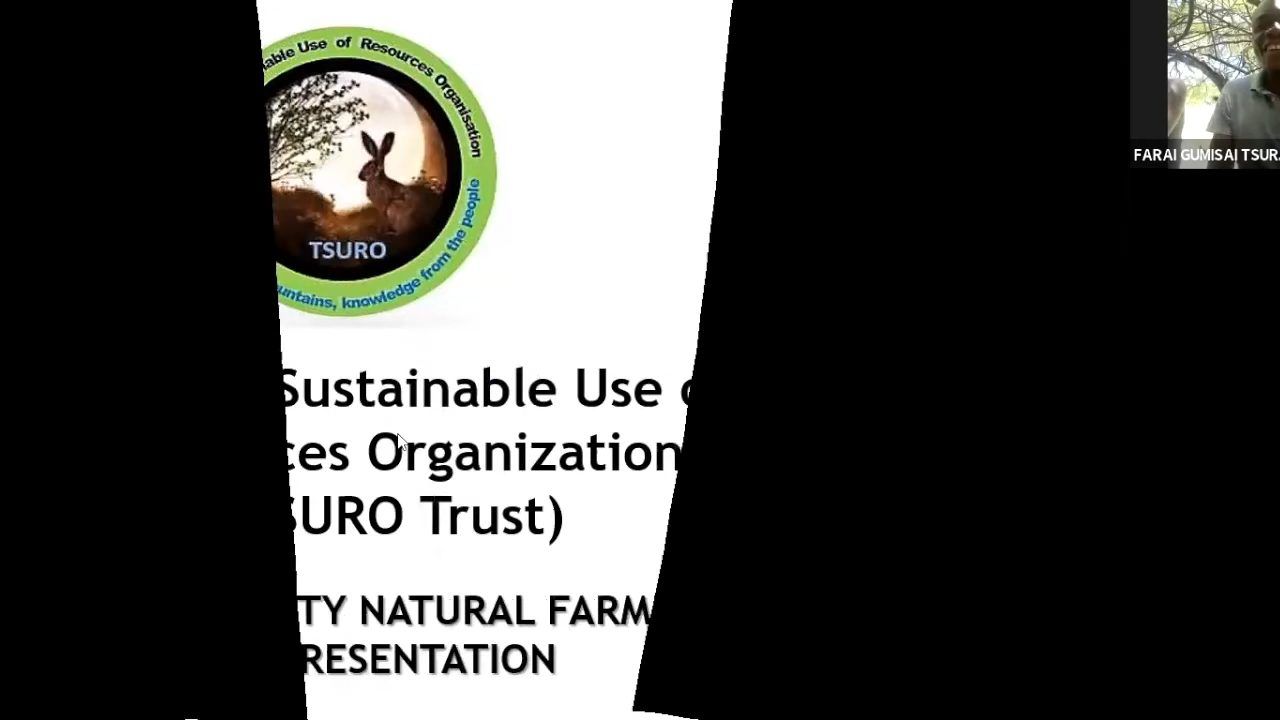 able Use of Resources Organisation
untains, knowledge from the people
TSURO
FARAI GUMISAI TSUR
Sustainable Use
ces Organization
SURO Trust)
TY NATURAL FARM
RESENTATION